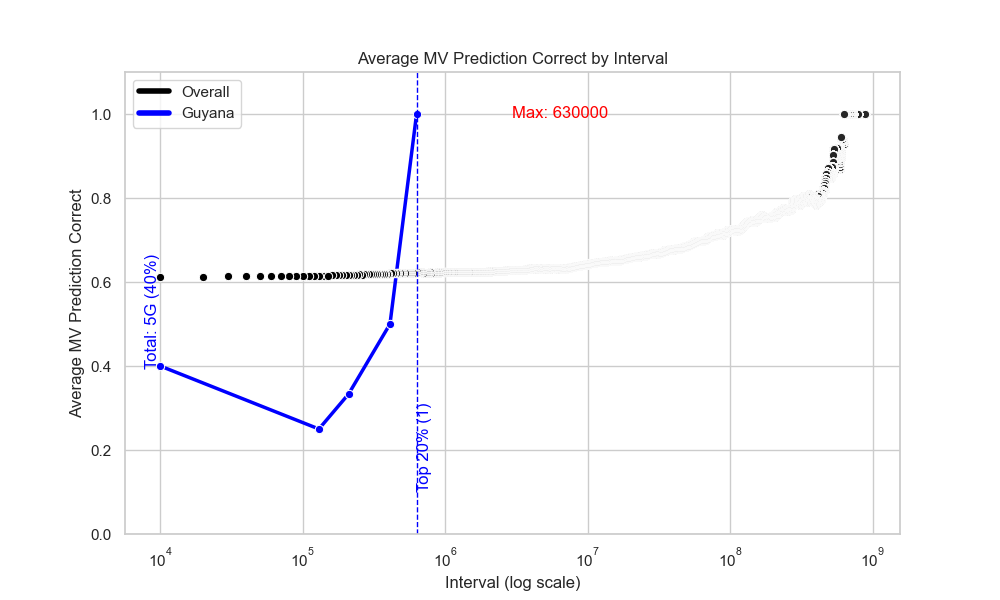 Average MV Prediction Correct by Interval
Overall
Guyana
Max: 630000
Total: 5G (40%)
Top 20% (1)
Average MV Prediction Correct
1.0
0.8
0.6
0.4
0.2
0.0
10^4 10^5 10^6 10^7 10^8 10^9
Interval (log scale)